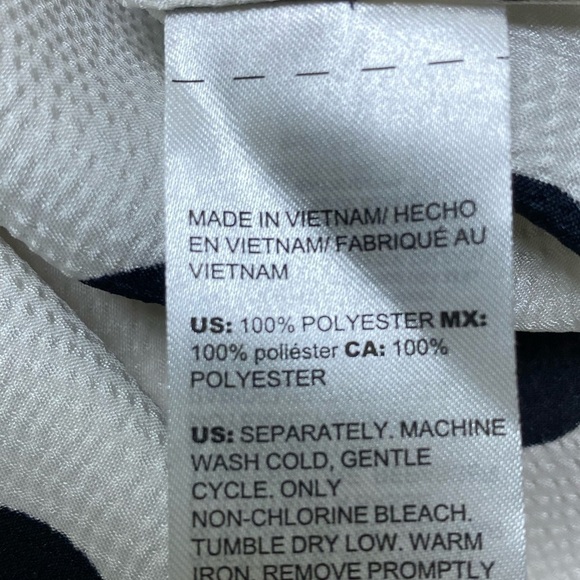 MADE IN VIETNAM/ HECHO
EN VIETNAM/ FABRIQUÉ AU
VIETNAM
US: 100% POLYESTER MX:
100% poliéster CA: 100%
POLYESTER
US: SEPARATELY. MACHINE
WASH COLD, GENTLE
CYCLE. ONLY
NON-CHLORINE BLEACH.
TUMBLE DRY LOW. WARM
IRON. REMOVE PROMPTLY